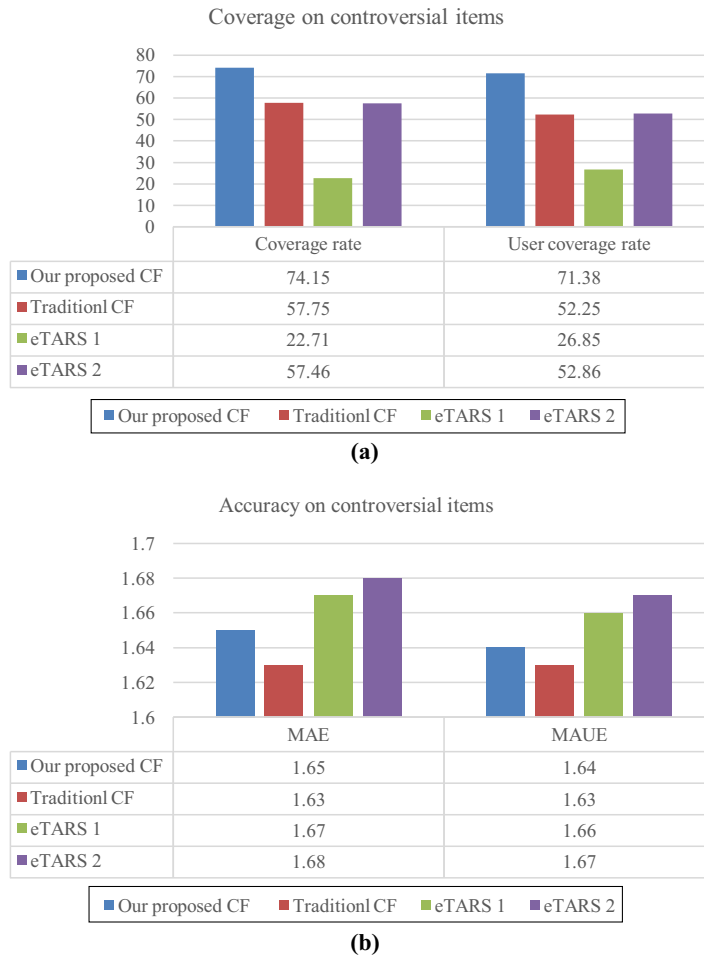 Coverage on controversial items
80
70
60
50
40
30
20
10
0
Coverage rate User coverage rate
Our proposed CF 74.15 71.38
Traditionl CF 57.75 52.25
eTARS 1 22.71 26.85
eTARS 2 57.46 52.86
Our proposed CF Traditionl CF eTARS 1 eTARS 2
(a)
Accuracy on controversial items
1.7
1.68
1.66
1.64
1.62
1.6
MAE MAUE
Our proposed CF 1.65 1.64
Traditionl CF 1.63 1.63
eTARS 1 1.67 1.66
eTARS 2 1.68 1.67
Our proposed CF Traditionl CF eTARS 1 eTARS 2
(b)